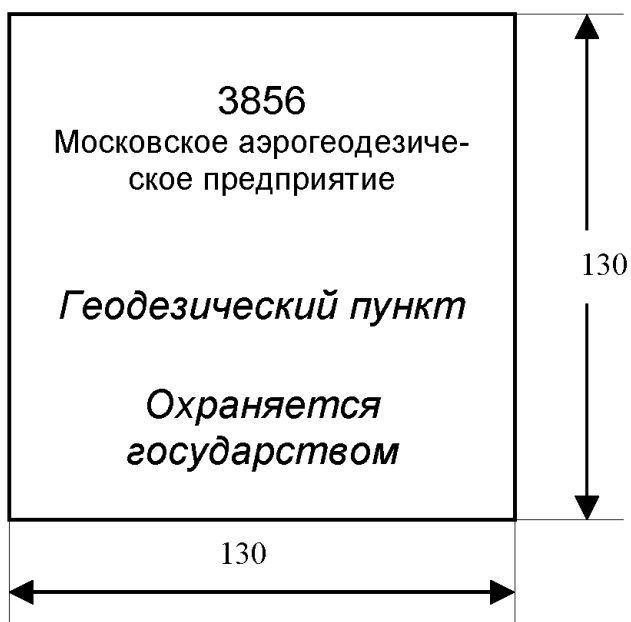 3856
Московское аэрогеодезиче-
ское предприятие
Геодезический пункт
Охраняется
государством
130
130